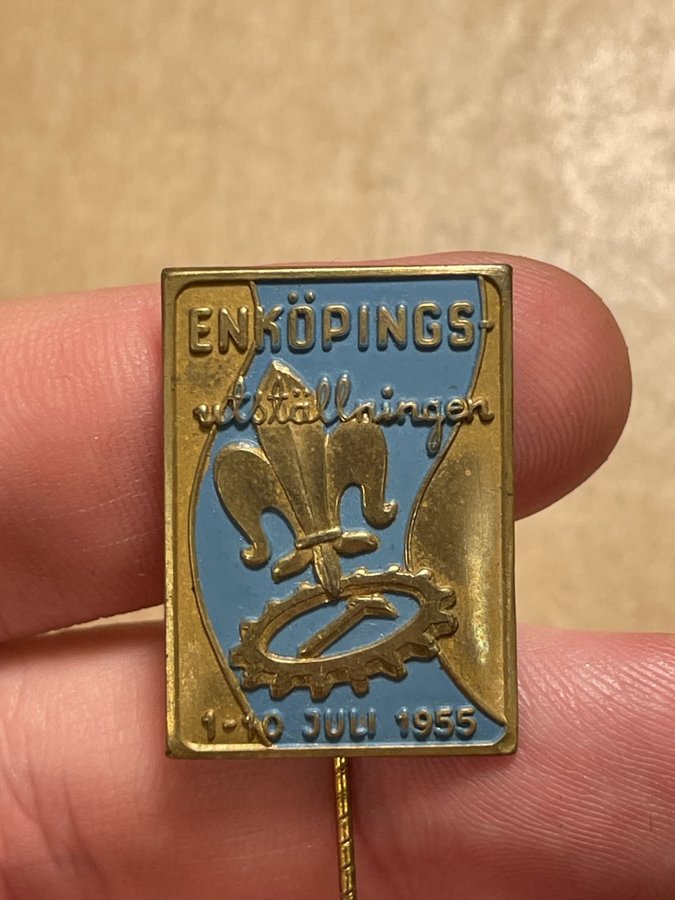 ENKÖPINGS-
utställningen
1-10 JULI 1955